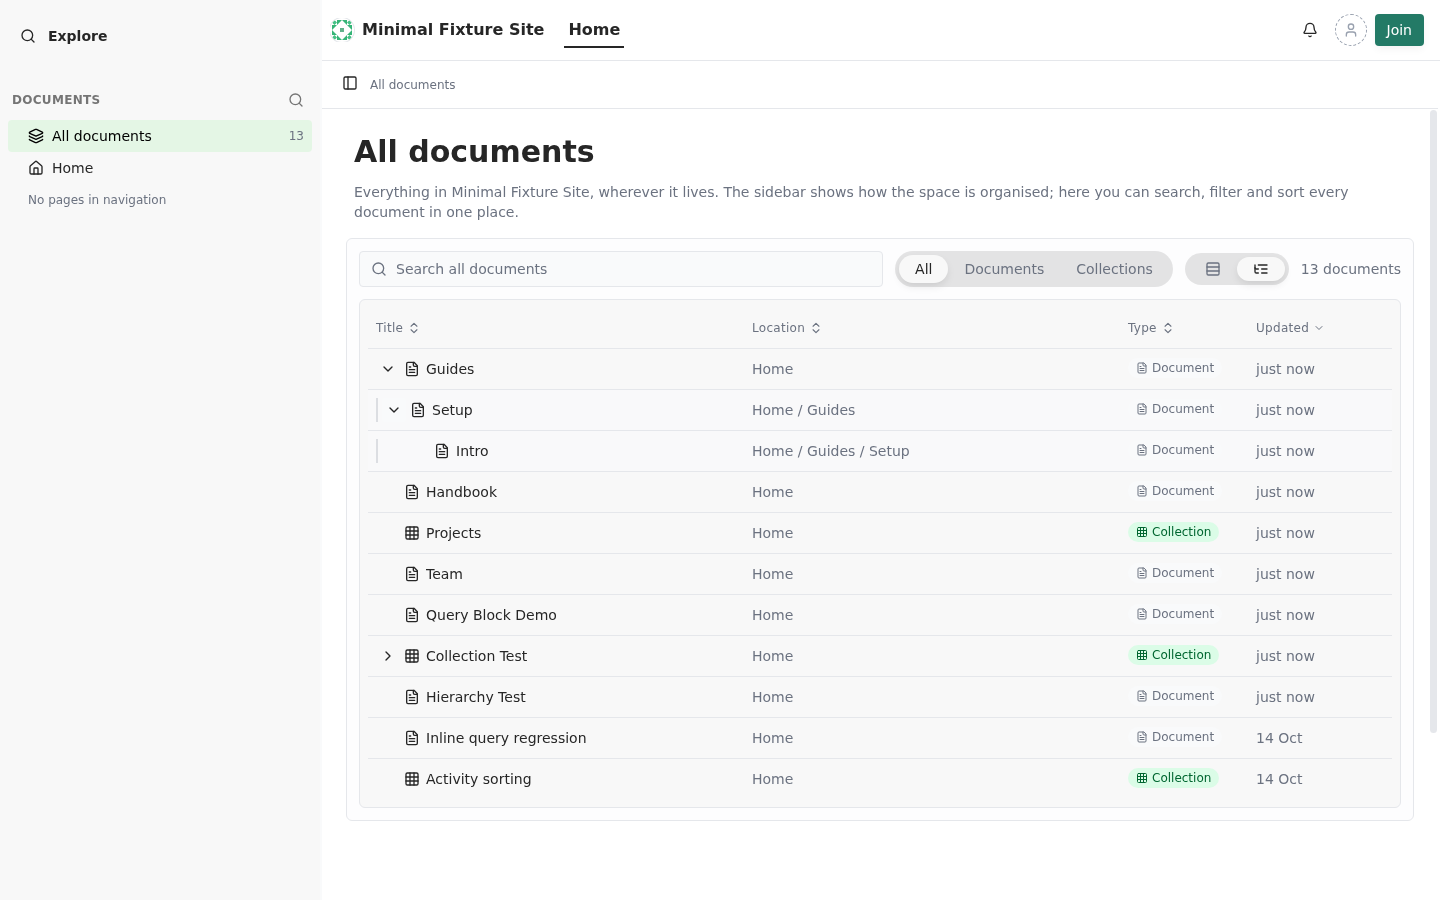 Explore
Minimal Fixture Site
Home
Join
DOCUMENTS
All documents
13
Home
No pages in navigation
All documents
All documents
Everything in Minimal Fixture Site, wherever it lives. The sidebar shows how the space is organised; here you can search, filter and sort every
document in one place.
Search all documents
All
Documents
Collections
13 documents
Title Location Type Updated
Guides Home Document just now
Setup Home / Guides Document just now
Intro Home / Guides / Setup Document just now
Handbook Home Document just now
Projects Home Collection just now
Team Home Document just now
Query Block Demo Home Document just now
Collection Test Home Collection just now
Hierarchy Test Home Document just now
Inline query regression Home Document 14 Oct
Activity sorting Home Collection 14 Oct